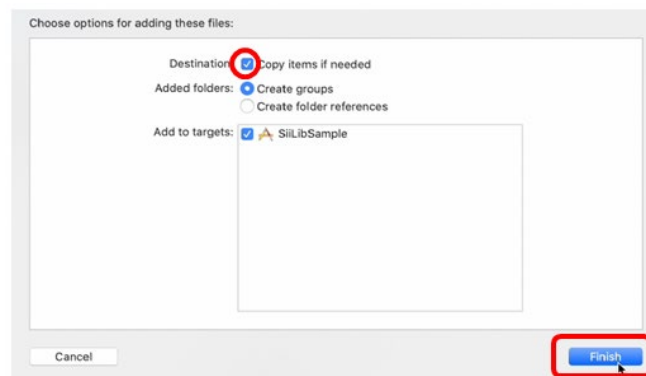 Choose options for adding these files:
Destination: Copy items if needed
Added folders: Create groups
Create folder references
Add to targets: SiiLibSample
Cancel Finish